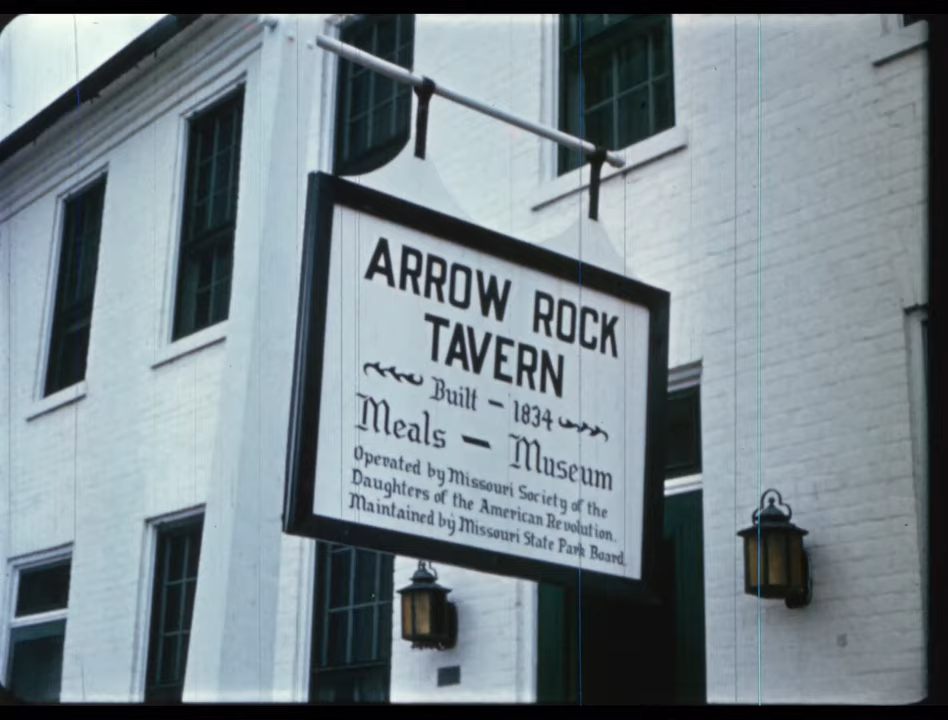 ARROW ROCK
TAVERN
Built – 1834
Meals – Museum
Operated by Missouri Society of the
Daughters of the American Revolution.
Maintained by Missouri State Park Board.